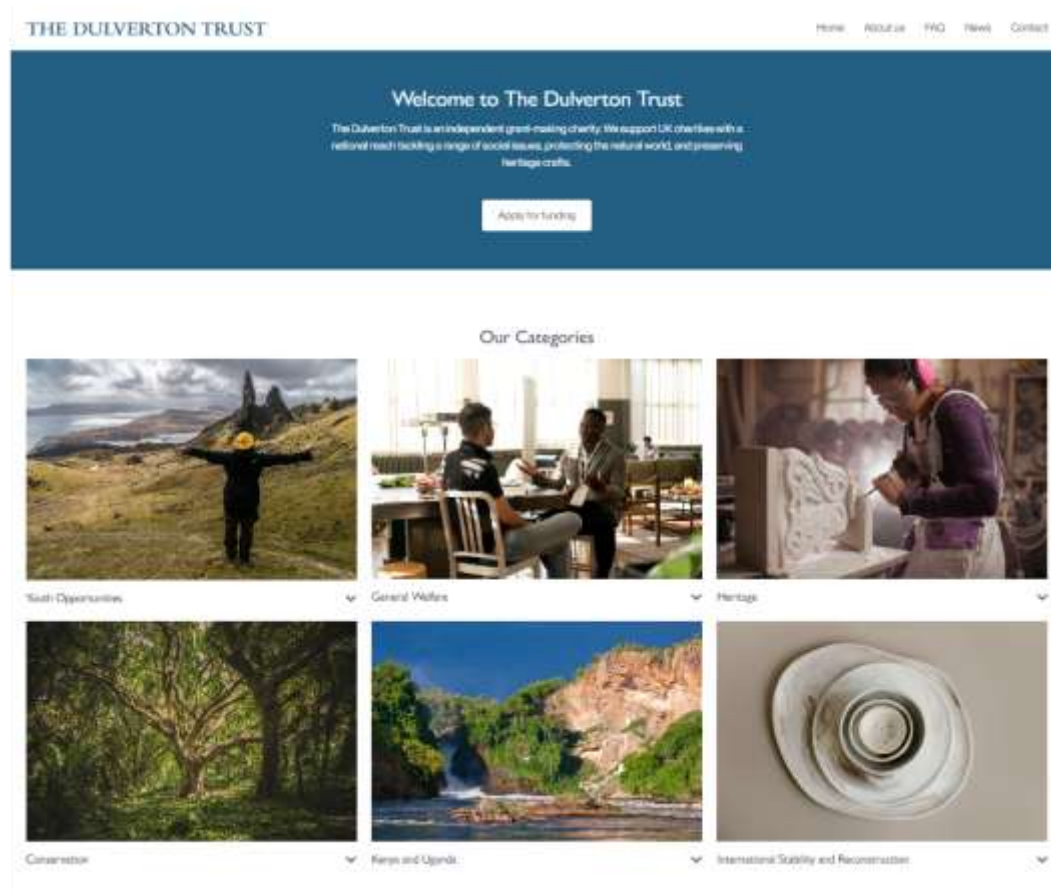 THE DULVERTON TRUST
Home About us FAQ News Contact
Welcome to The Dulverton Trust
The Dulverton Trust is an independent grant-making charity. We support UK charities with a
national reach tackling a range of social issues, protecting the natural world, and preserving
heritage crafts.
Apply for funding
Our Categories
Youth Opportunities
General Welfare
Heritage
Conservation
Kenya and Uganda
International Stability and Reconstruction